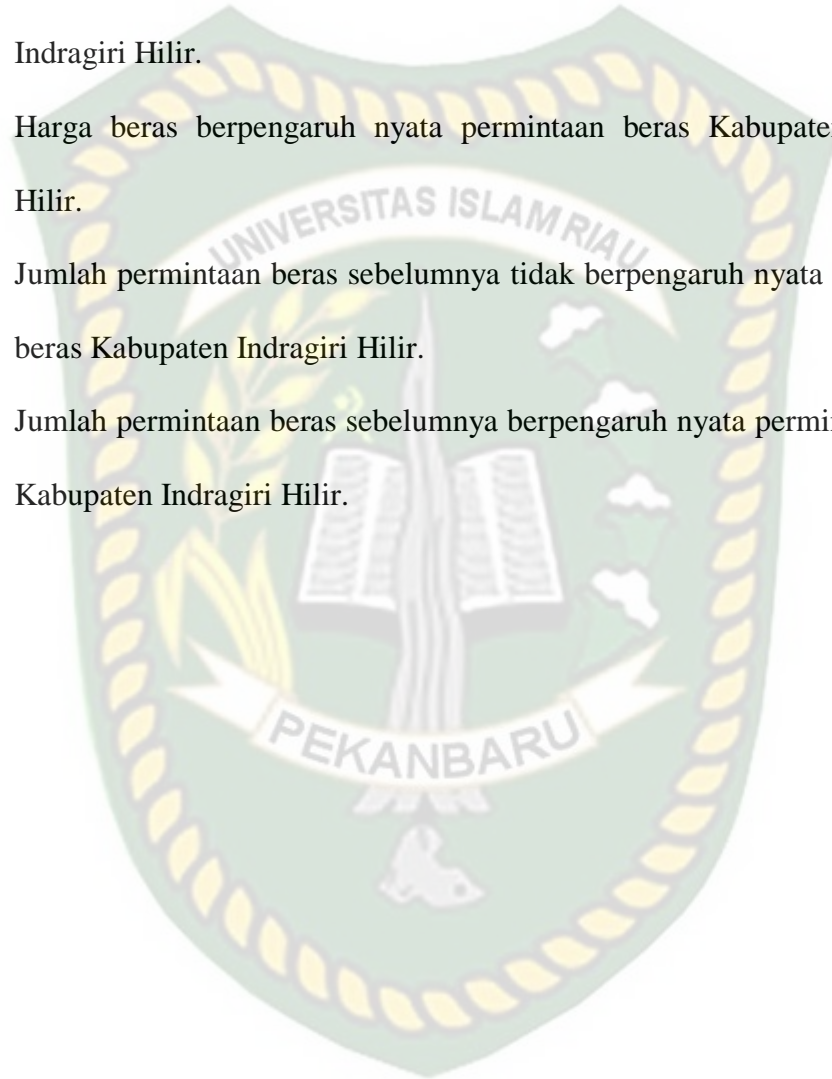 Indragiri Hilir.
Harga beras berpengaruh nyata permintaan beras Kabupaten
Hilir.
UNIVERSITAS ISLAM RIAU
Jumlah permintaan beras sebelumnya tidak berpengaruh nyata
beras Kabupaten Indragiri Hilir.
Jumlah permintaan beras sebelumnya berpengaruh nyata
Kabupaten Indragiri Hilir.
PEKANBARU